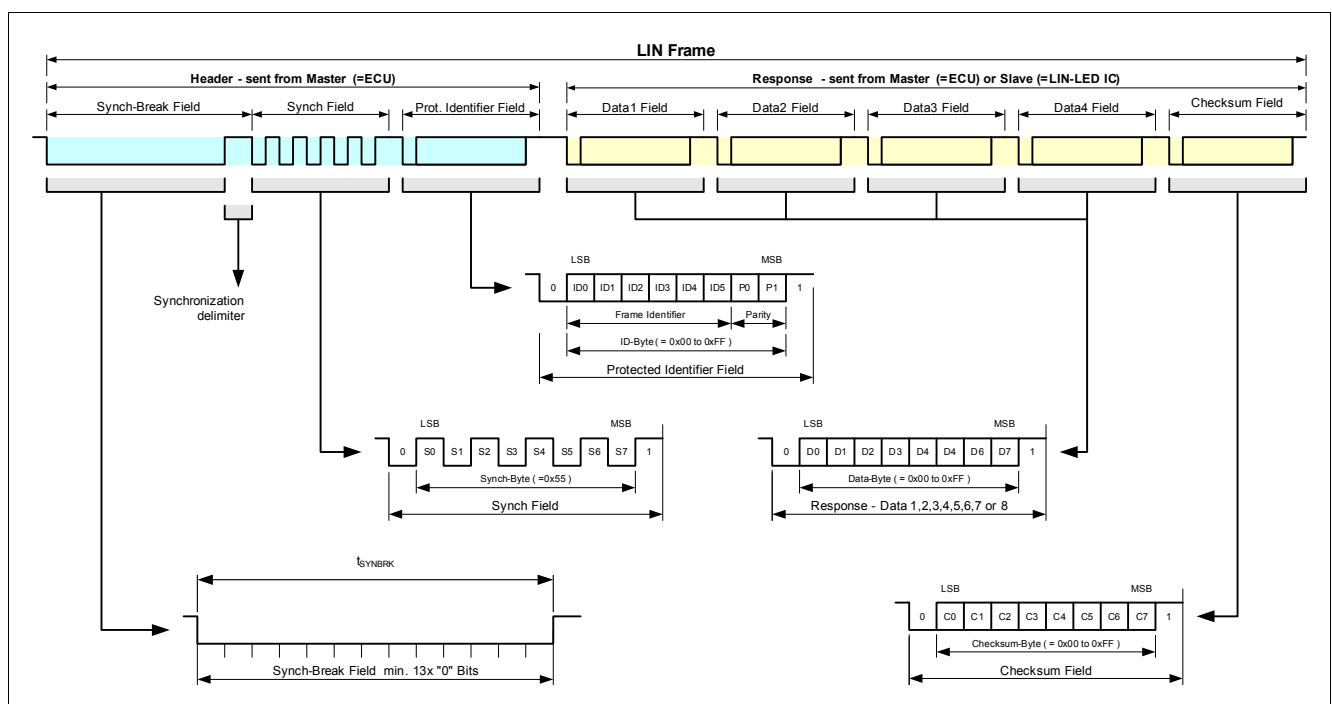 LIN Frame
Header - sent from Master (=ECU)
Response - sent from Master (=ECU) or Slave (=LIN-LED IC)
Synch-Break Field
Synch Field
Prot. Identifier Field
Data1 Field
Data2 Field
Data3 Field
Data4 Field
Checksum Field
Synchronization
delimiter
LSB MSB
0 ID0 ID1 ID2 ID3 ID4 ID5 P0 P1 1
Frame Identifier
Parity
ID-Byte ( = 0x00 to 0xFF )
Protected Identifier Field
LSB MSB
0 S0 S1 S2 S3 S4 S5 S6 S7 1
Synch-Byte ( =0x55 )
Synch Field
LSB MSB
0 D0 D1 D2 D3 D4 D4 D6 D7 1
Data-Byte ( = 0x00 to 0xFF )
Response - Data 1,2,3,4,5,6,7 or 8
tSYNBRK
Synch-Break Field min. 13x "0" Bits
LSB MSB
0 C0 C1 C2 C3 C4 C5 C6 C7 1
Checksum-Byte ( = 0x00 to 0xFF )
Checksum Field